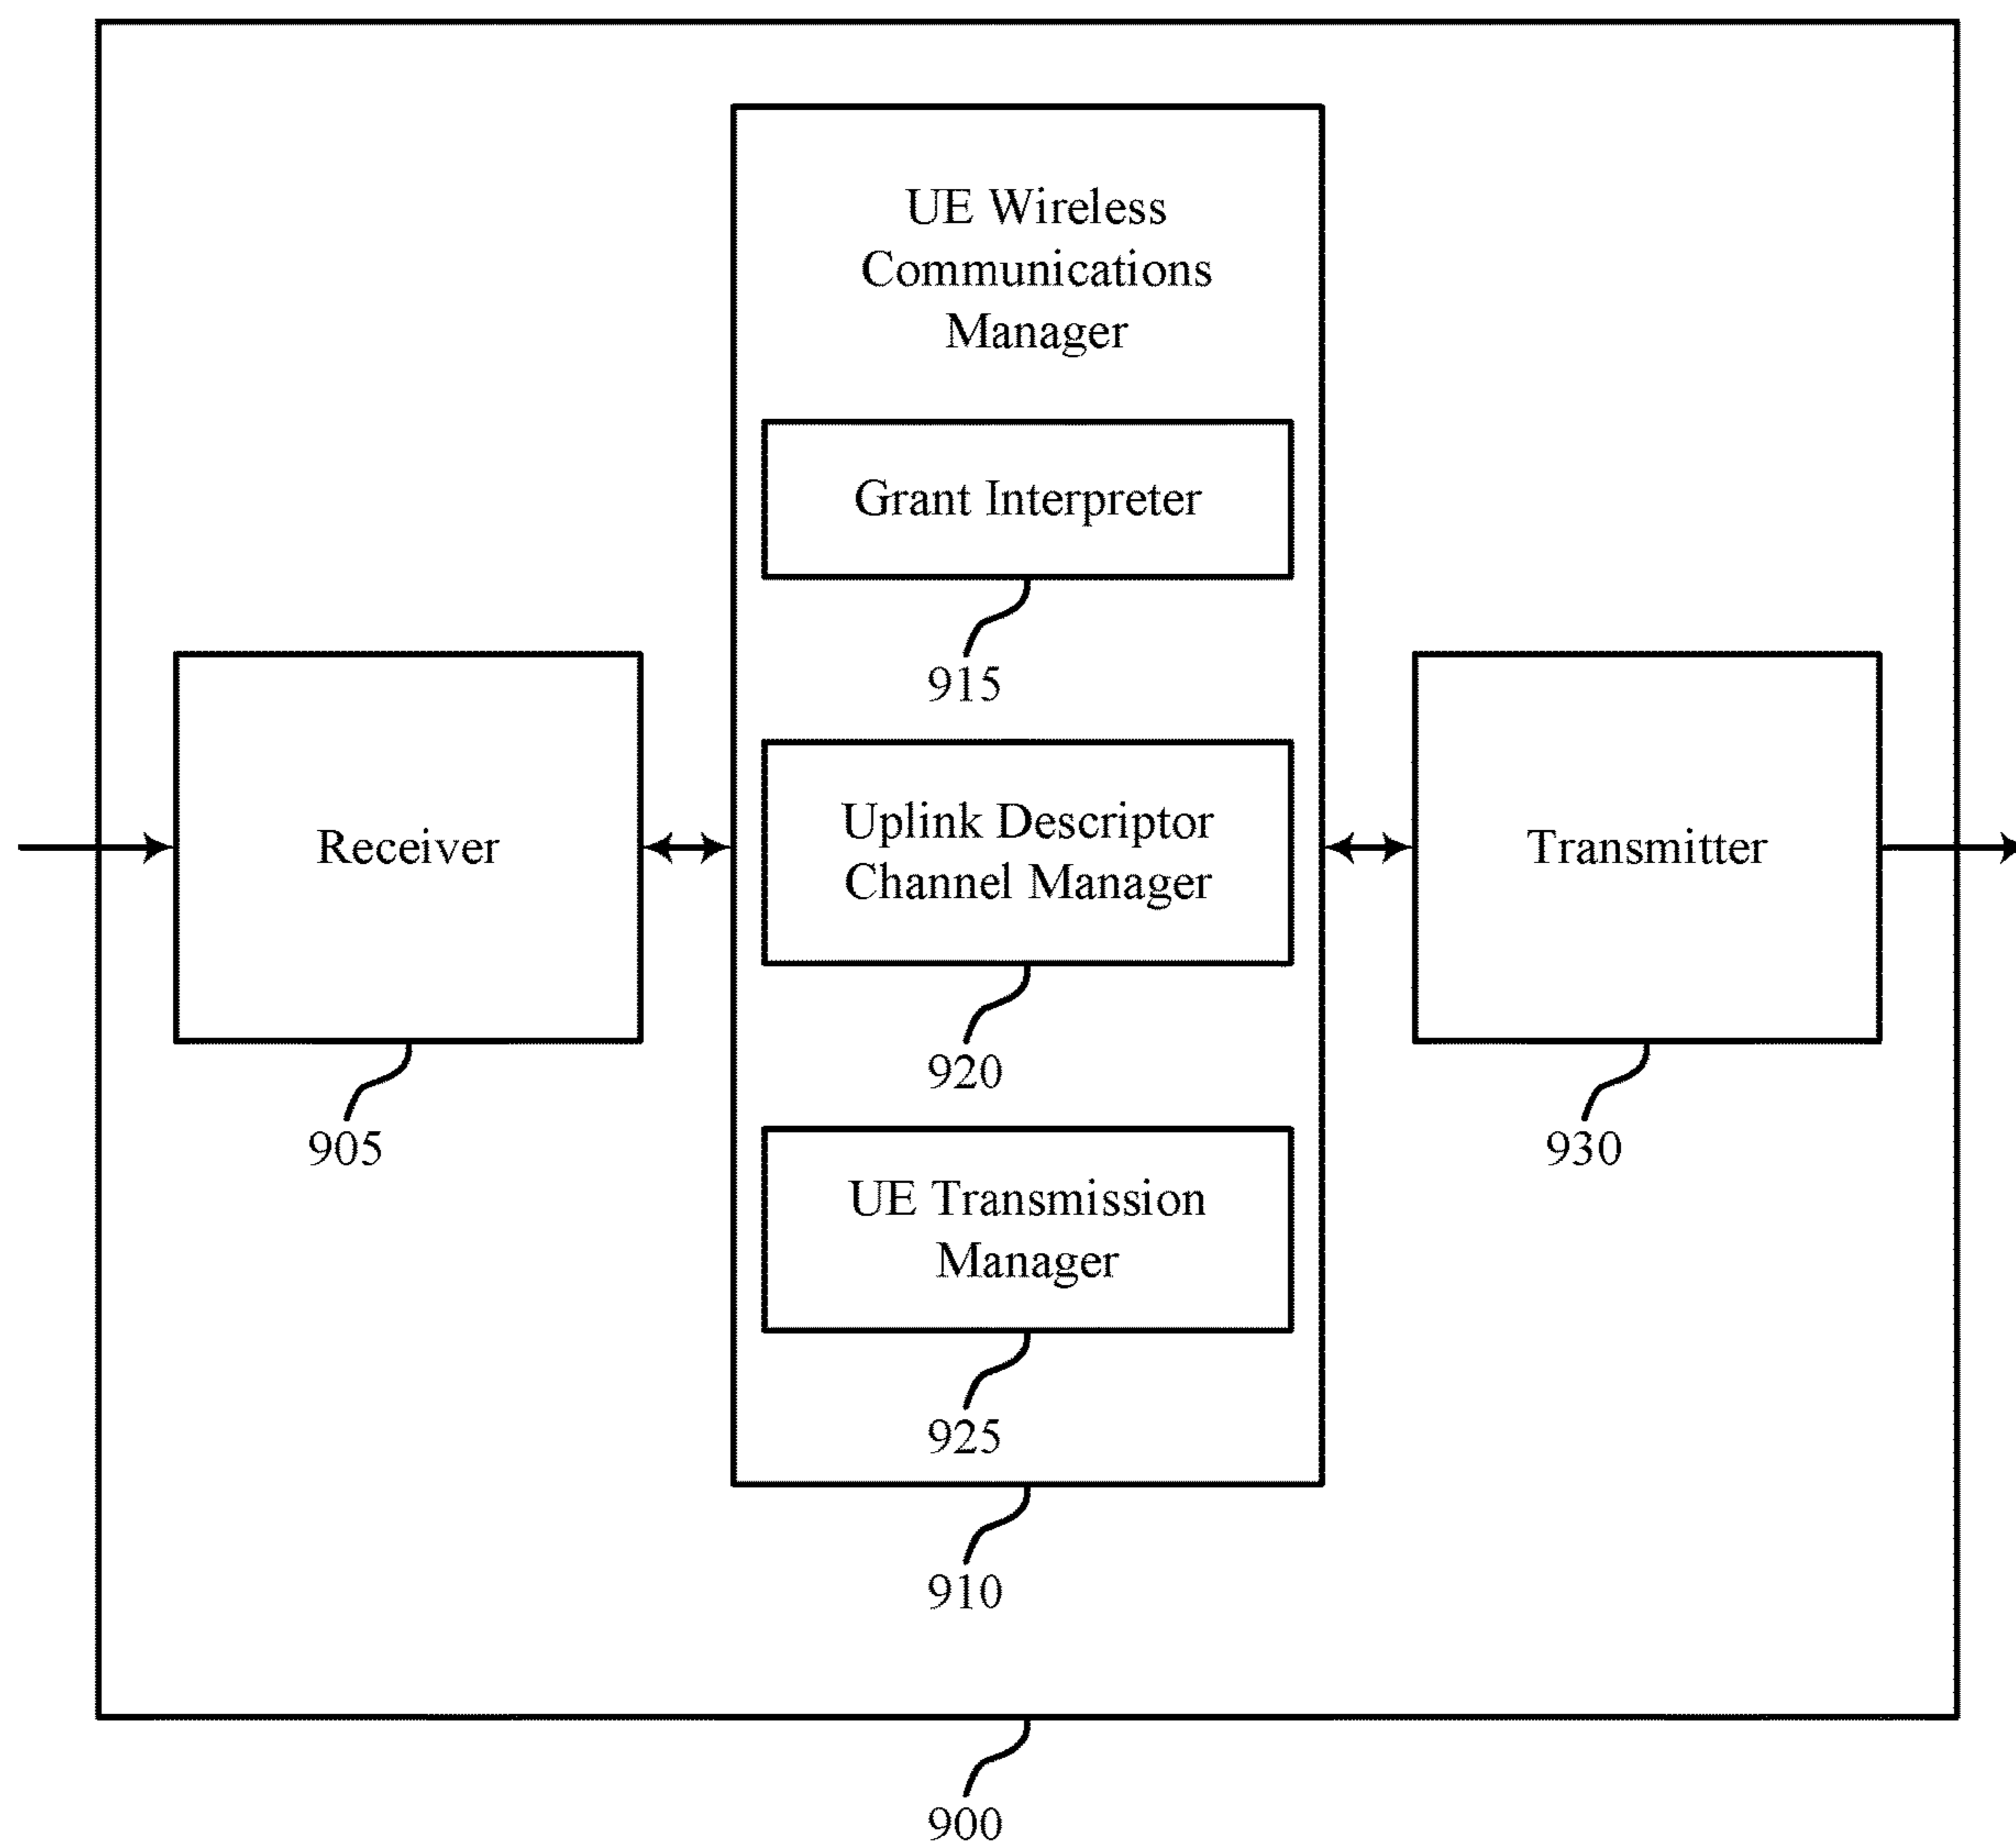 UE Wireless
Communications
Manager
Grant Interpreter
915
Receiver
905
Uplink Descriptor
Channel Manager
920
Transmitter
930
UE Transmission
Manager
925
910
900